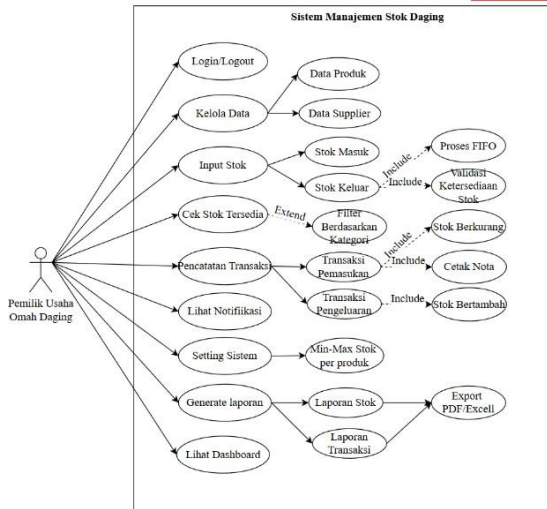 Sistem Manajemen Stok Daging
Login/Logout
Kelola Data
Data Produk
Data Supplier
Input Stok
Stok Masuk
Stok Keluar
Include
Proses FIFO
Include
Validasi
Ketersediaan
Stok
Cek Stok Tersedia
Extend
Filter
Berdasarkan
Kategori
Pencatatan Transaksi
Transaksi
Pemasukan
Include
Stok Berkurang
Include
Cetak Nota
Transaksi
Pengeluaran
Include
Stok Bertambah
Pemilik Usaha
Omah Daging
Lihat Notifiikasi
Setting Sistem
Min-Max Stok
per produk
Generate laporan
Laporan Stok
Laporan
Transaksi
Export
PDF/Excell
Lihat Dashboard